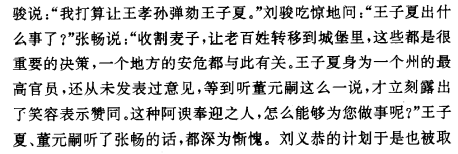 骏说：“我打算让王孝孙弹劾王子夏。”刘骏吃惊地问：“王子夏出什
么事了？”张畅说：“收割麦子，让老百姓转移到城堡里，这些都是很
重要的决策，一个地方的安危都与此有关。王子夏身为一个州的最
高官员，还从未发表过意见，等到听董元嗣这么一说，才立刻露出
了笑容表示赞同。这种阿谀奉迎之人，怎么能够为您做事呢？”王子
夏、董元嗣听了张畅的话，都深为惭愧。刘义恭的计划于是也被取